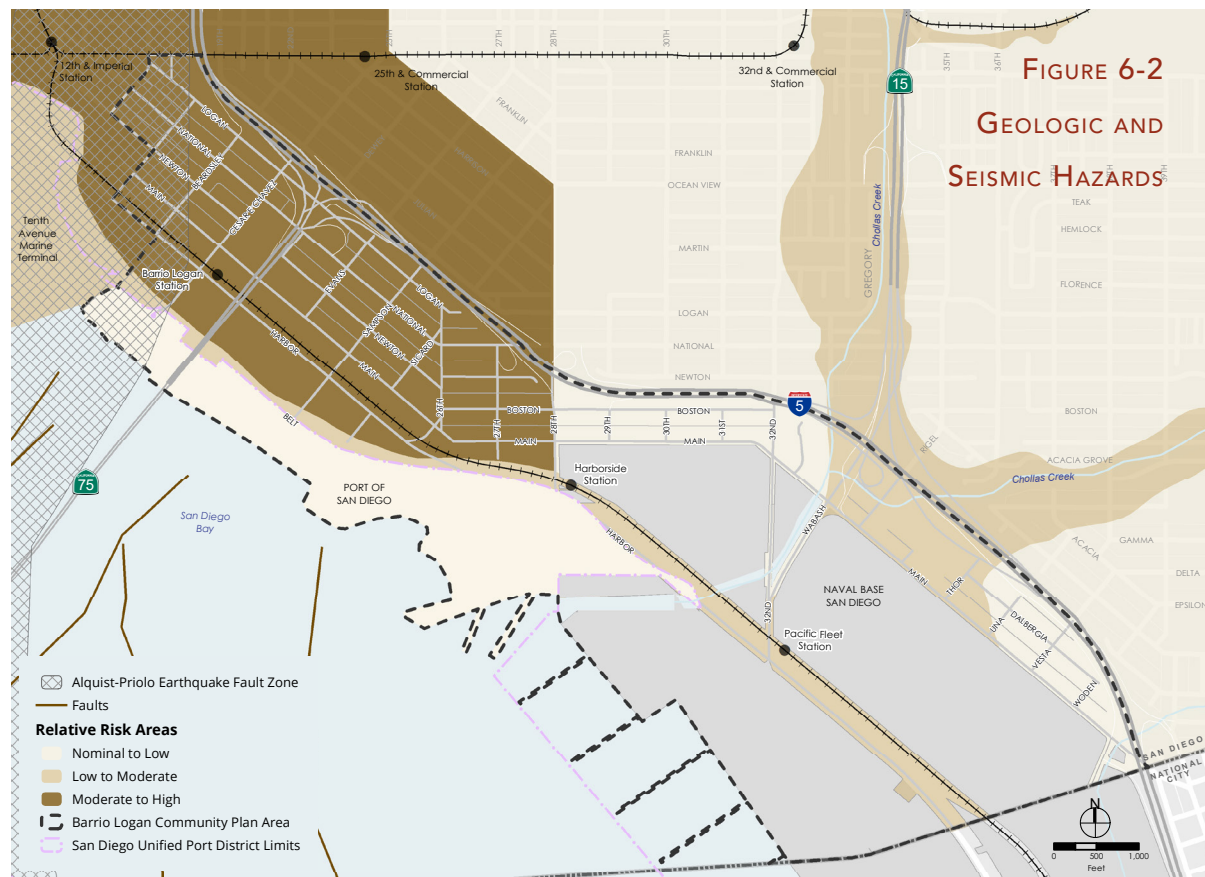 FIGURE 6-2
GEOLOGIC AND
SEISMIC HAZARDS
12th & Imperial
Station
25th & Commercial
Station
32nd & Commercial
Station
27TH
28TH
30TH
35TH
36TH
CALIFORNIA
15
FRANKLIN
FRANKLIN
OCEAN VIEW
MARTIN
LOGAN
NATIONAL
NEWTON
GREGORY
Chollas Creek
TEAK
HEMLOCK
FLORENCE
BOSTON
RIGEL
ACACIA GROVE
Chollas Creek
ACACIA
GAMMA
DELTA
EPSILON
LOGAN
NATIONAL
BEARDSLEY
NEWTON
MAIN
CESAR E CHAVEZ
Tenth
Avenue
Marine
Terminal
Barrio Logan
Station
EVANS
LOGAN
SAMPSON
NATIONAL
NEWTON
SICARD
HARBOR
MAIN
BELT
26TH
27TH
28TH
BOSTON
MAIN
BOSTON
29TH
30TH
31ST
32ND
MAIN
INTERSTATE
5
CALIFORNIA
75
San Diego
Bay
PORT OF
SAN DIEGO
Harborside
Station
HARBOR
WABASH
32ND
NAVAL BASE
SAN DIEGO
Pacific Fleet
Station
MAIN
THOR
UNA
DALBERGIA
VESTA
WODEN
SAN DIEGO
NATIONAL
CITY
Alquist-Priolo Earthquake Fault Zone
Faults
Relative Risk Areas
Nominal to Low
Low to Moderate
Moderate to High
Barrio Logan Community Plan Area
San Diego Unified Port District Limits
N
0 500 1,000
Feet